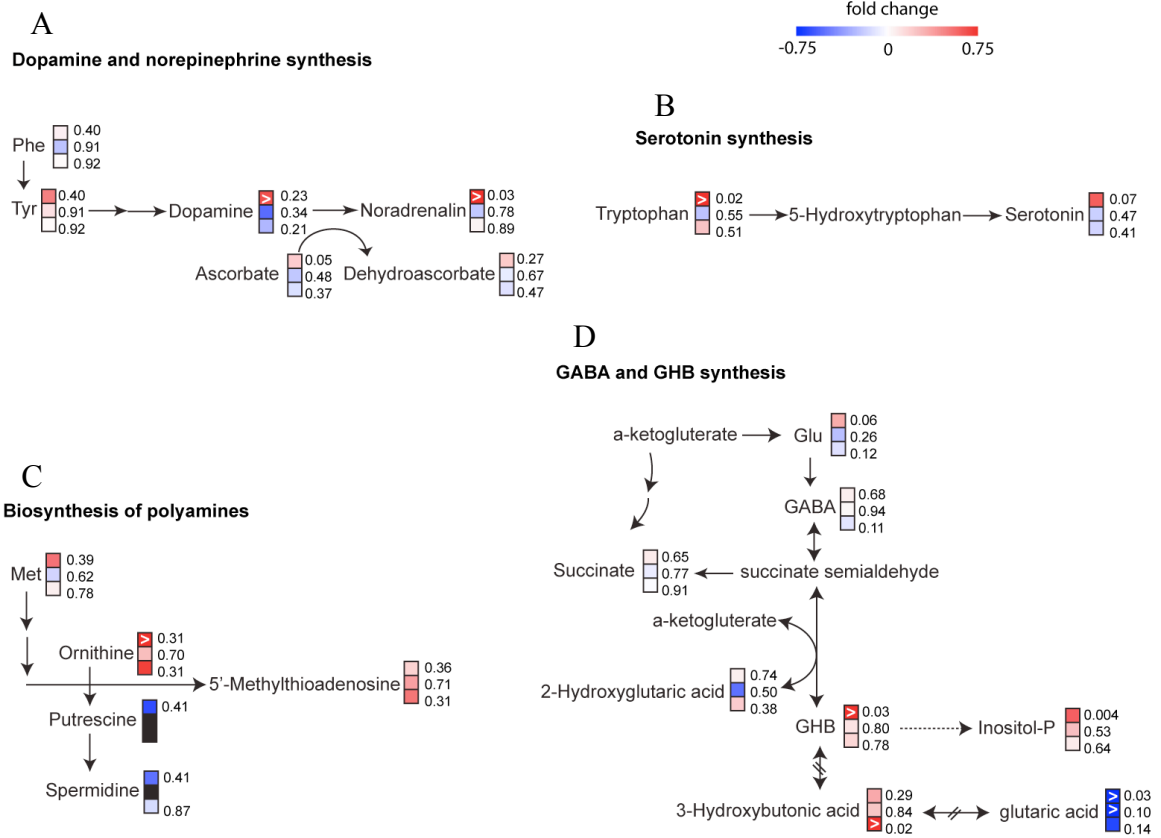 A
Dopamine and norepinephrine synthesis
fold change
-0.75 0 0.75
Phe
0.40
0.91
0.92
Tyr
0.40
0.91
0.92
Dopamine
>
0.23
0.34
0.21
Noradrenalin
>
0.03
0.78
0.89
Ascorbate
0.05
0.48
0.37
Dehydroascorbate
0.27
0.67
0.47
B
Serotonin synthesis
Tryptophan
>
0.02
0.55
0.51
5-Hydroxytryptophan
Serotonin
0.07
0.47
0.41
C
Biosynthesis of polyamines
Met
0.39
0.62
0.78
Ornithine
>
0.31
0.70
0.31
5'-Methylthioadenosine
0.36
0.71
0.31
Putrescine
0.41
Spermidine
0.41
0.87
D
GABA and GHB synthesis
a-ketogluterate
Glu
0.06
0.26
0.12
GABA
0.68
0.94
0.11
Succinate
0.65
0.77
0.91
succinate semialdehyde
a-ketogluterate
2-Hydroxyglutaric acid
0.74
0.50
0.38
GHB
>
0.03
0.80
0.78
Inositol-P
0.004
0.53
0.64
3-Hydroxybutonic acid
0.29
0.84
>
0.02
glutaric acid
>
0.03
>
0.10
0.14